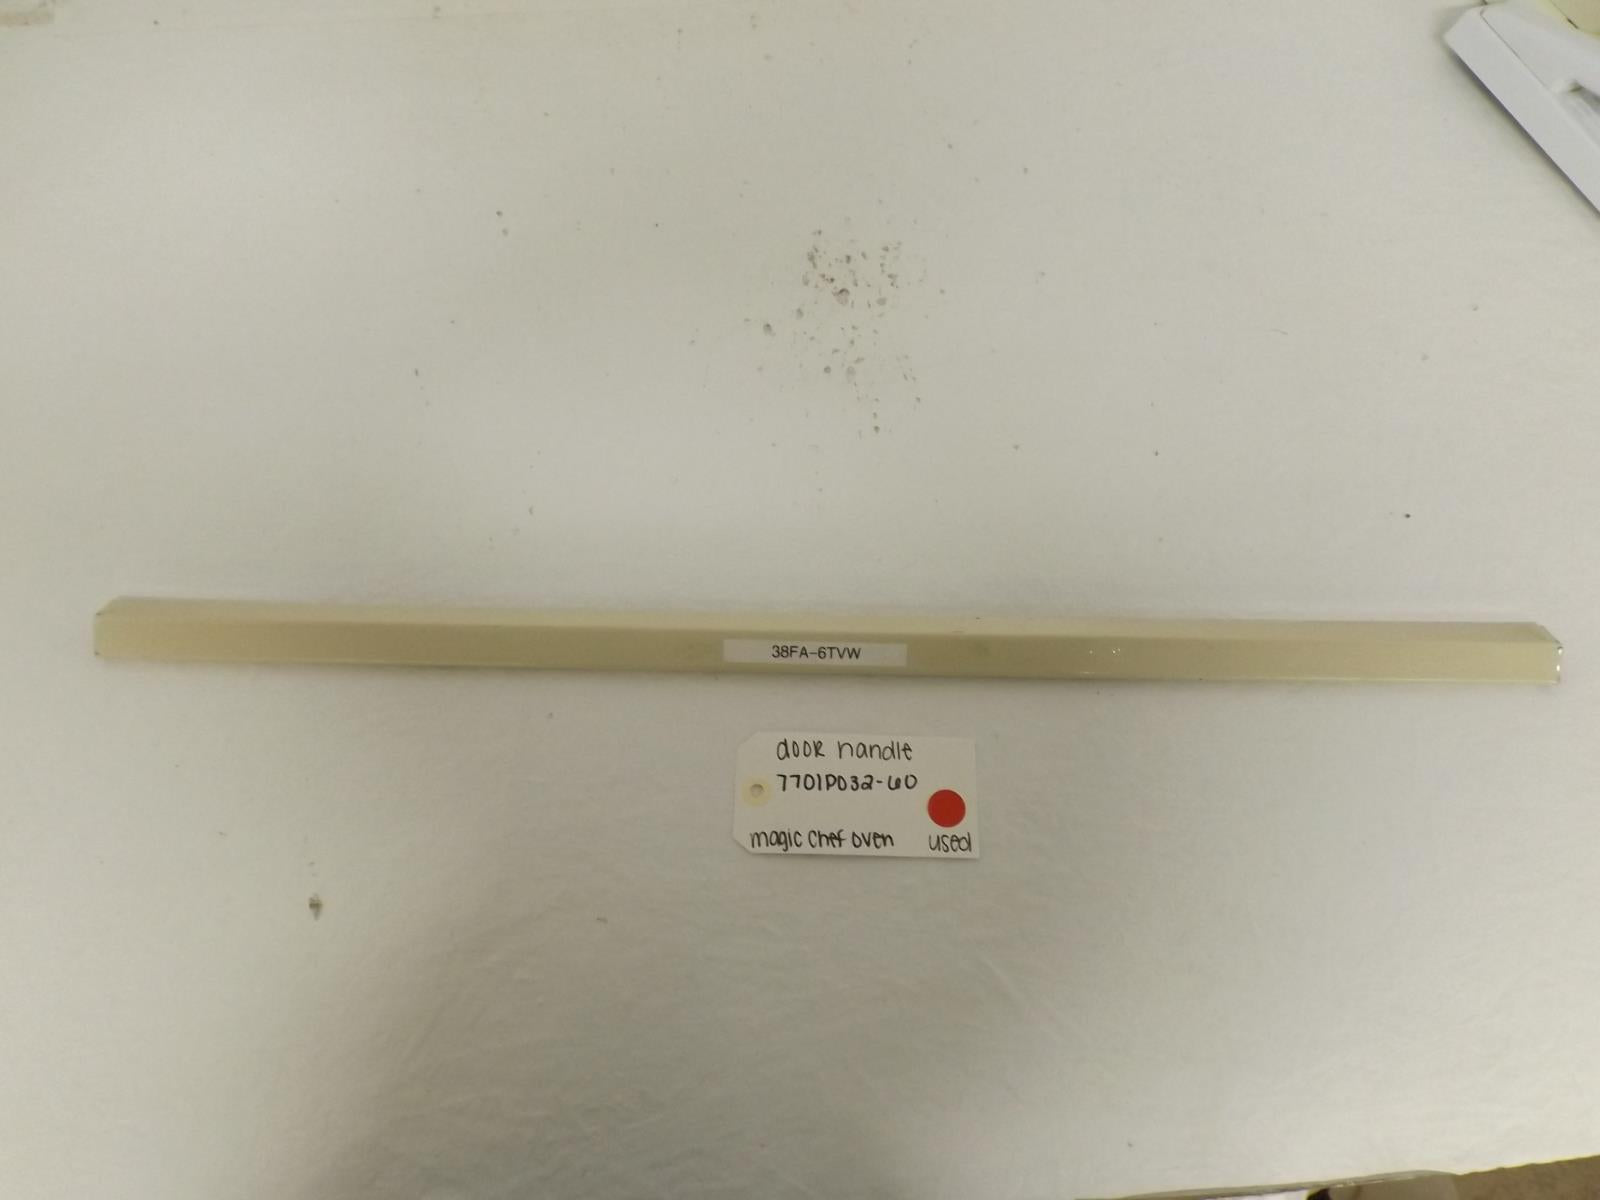 38FA-6TVW
door handle
7701P032-60
magic chef oven used